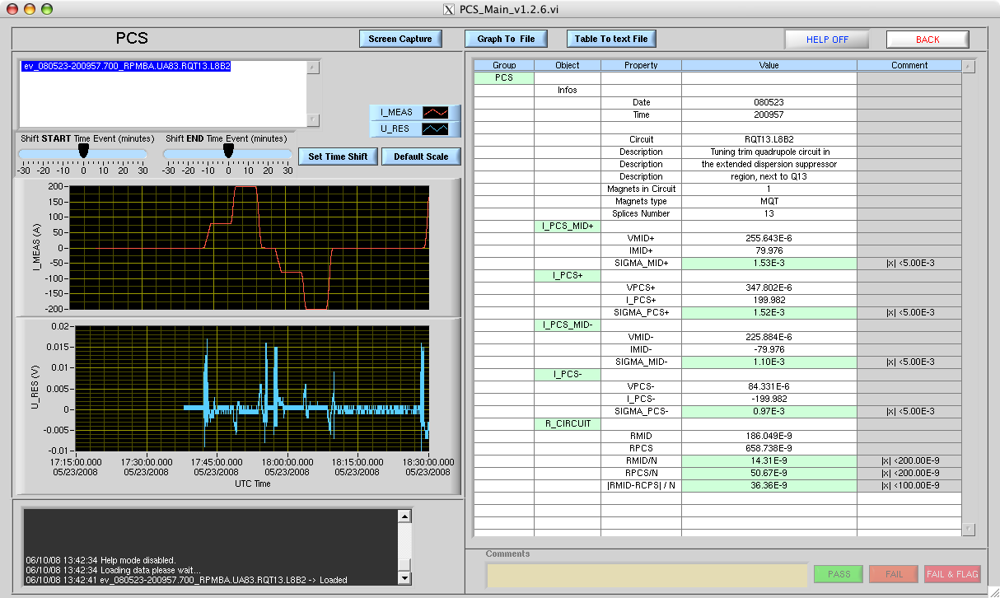 PCS_Main_v1.2.6.vi
PCS
Screen Capture
Graph To File
Table To text File
HELP OFF
BACK
ev_080523-200957.700_RPMBA.UA83.RQT13.L8B2
I_MEAS
U_RES
Shift START Time Event (minutes)
Shift END Time Event (minutes)
-30 -20 -10 0 10 20 30
-30 -20 -10 0 10 20 30
Set Time Shift
Default Scale
I_MEAS (A)
200
150
100
50
0
-50
-100
-150
-200
U_RES (V)
0.02
0.015
0.01
0.005
0
-0.005
-0.01
17:15:00.000 17:30:00.000 17:45:00.000 18:00:00.000 18:15:00.000 18:30:00.000
05/23/2008 05/23/2008 05/23/2008 05/23/2008 05/23/2008 05/23/2008
UTC Time
06/10/08 13:42:34 Help mode disabled.
06/10/08 13:42:34 Loading data please wait...
06/10/08 13:42:41 ev_080523-200957.700_RPMBA.UA83.RQT13.L8B2 -> Loaded
Group Object Property Value Comment
PCS
Infos
Date 080523
Time 200957
Circuit RQT13.L8B2
Description Tuning trim quadrupole circuit in
Description the extended dispersion suppressor
Description region, next to Q13
Magnets in Circuit 1
Magnets type MQT
Splices Number 13
I_PCS_MID+
VMID+ 255.643E-6
IMID+ 79.976
SIGMA_MID+ 1.53E-3 |x| <5.00E-3
I_PCS+
VPCS+ 347.802E-6
I_PCS+ 199.982
SIGMA_PCS+ 1.52E-3 |x| <5.00E-3
I_PCS_MID-
VMID- 225.884E-6
IMID- -79.976
SIGMA_MID- 1.10E-3 |x| <5.00E-3
I_PCS-
VPCS- 84.331E-6
I_PCS- -199.982
SIGMA_PCS- 0.97E-3 |x| <5.00E-3
R_CIRCUIT
RMID 186.049E-9
RPCS 658.738E-9
RMID/N 14.31E-9 |x| <200.00E-9
RPCS/N 50.67E-9 |x| <200.00E-9
|RMID-RCPS| / N 36.36E-9 |x| <100.00E-9
Comments
PASS
FAIL
FAIL & FLAG